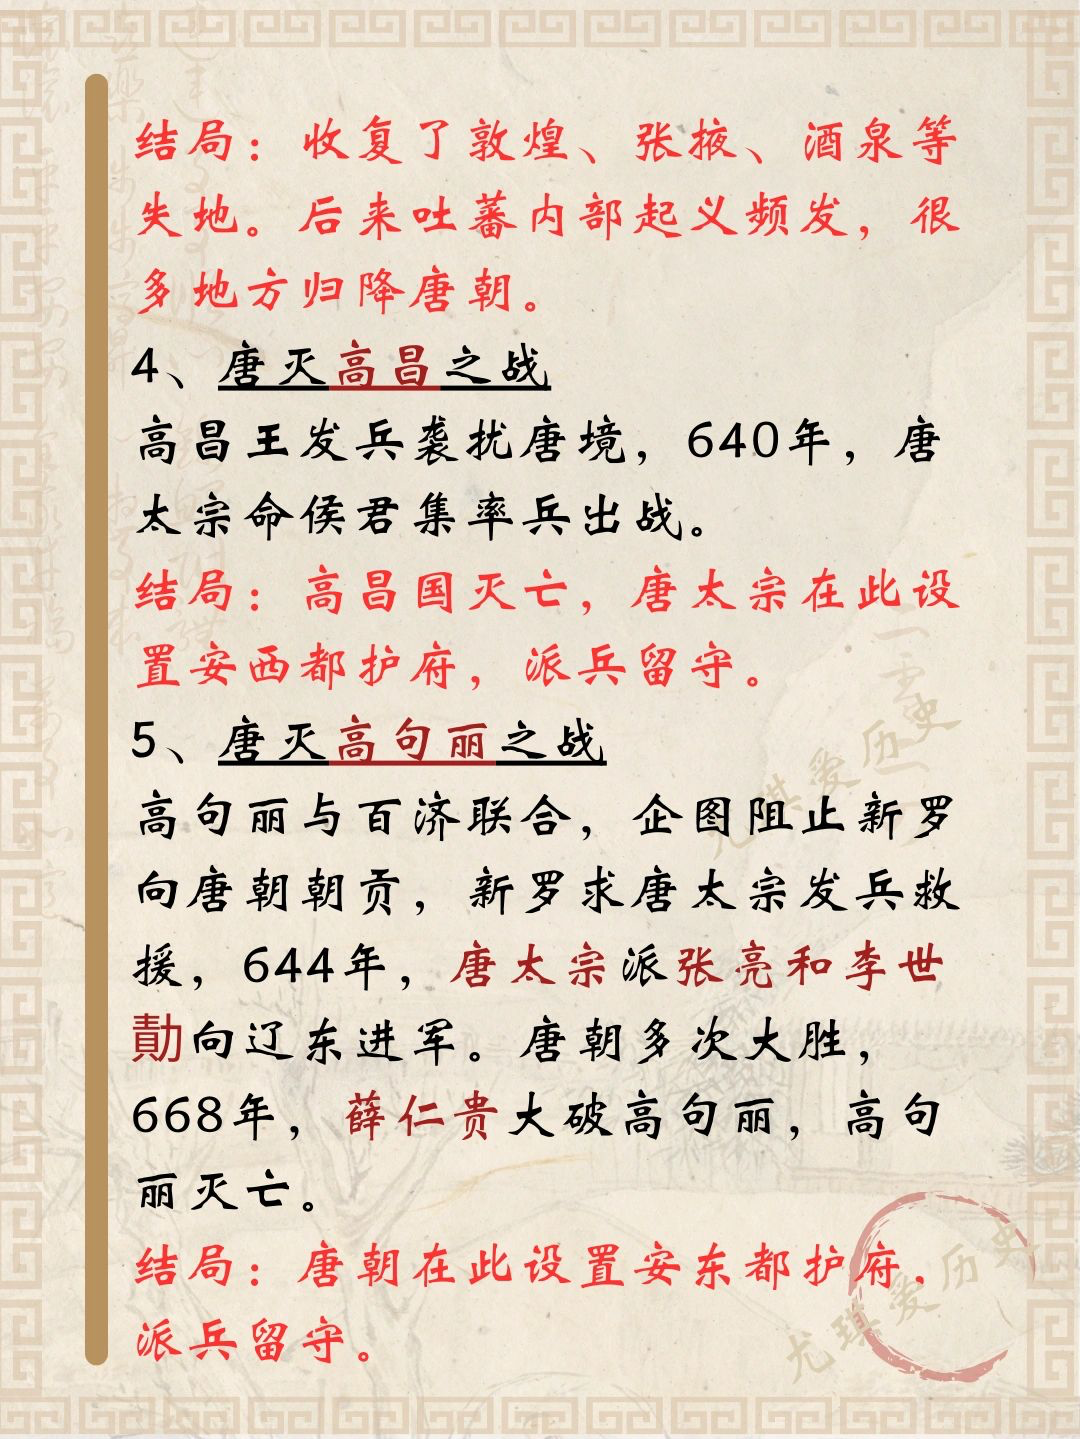 结局：收复了敦煌、张掖、酒泉等
失地。后来吐蕃内部起义频发，很
多地方归降唐朝。
4、唐灭高昌之战
高昌王发兵袭扰唐境，640年，唐
太宗命侯君集率兵出战。
结局：高昌国灭亡，唐太宗在此设
置安西都护府，派兵留守。
5、唐灭高句丽之战
高句丽与百济联合，企图阻止新罗
向唐朝朝贡，新罗求唐太宗发兵救
援，644年，唐太宗派张亮和李世
勣向辽东进军。唐朝多次大胜，
668年，薛仁贵大破高句丽，高句
丽灭亡。
结局：唐朝在此设置安东都护府，
派兵留守。
尤琪爱历史
尤琪爱历史